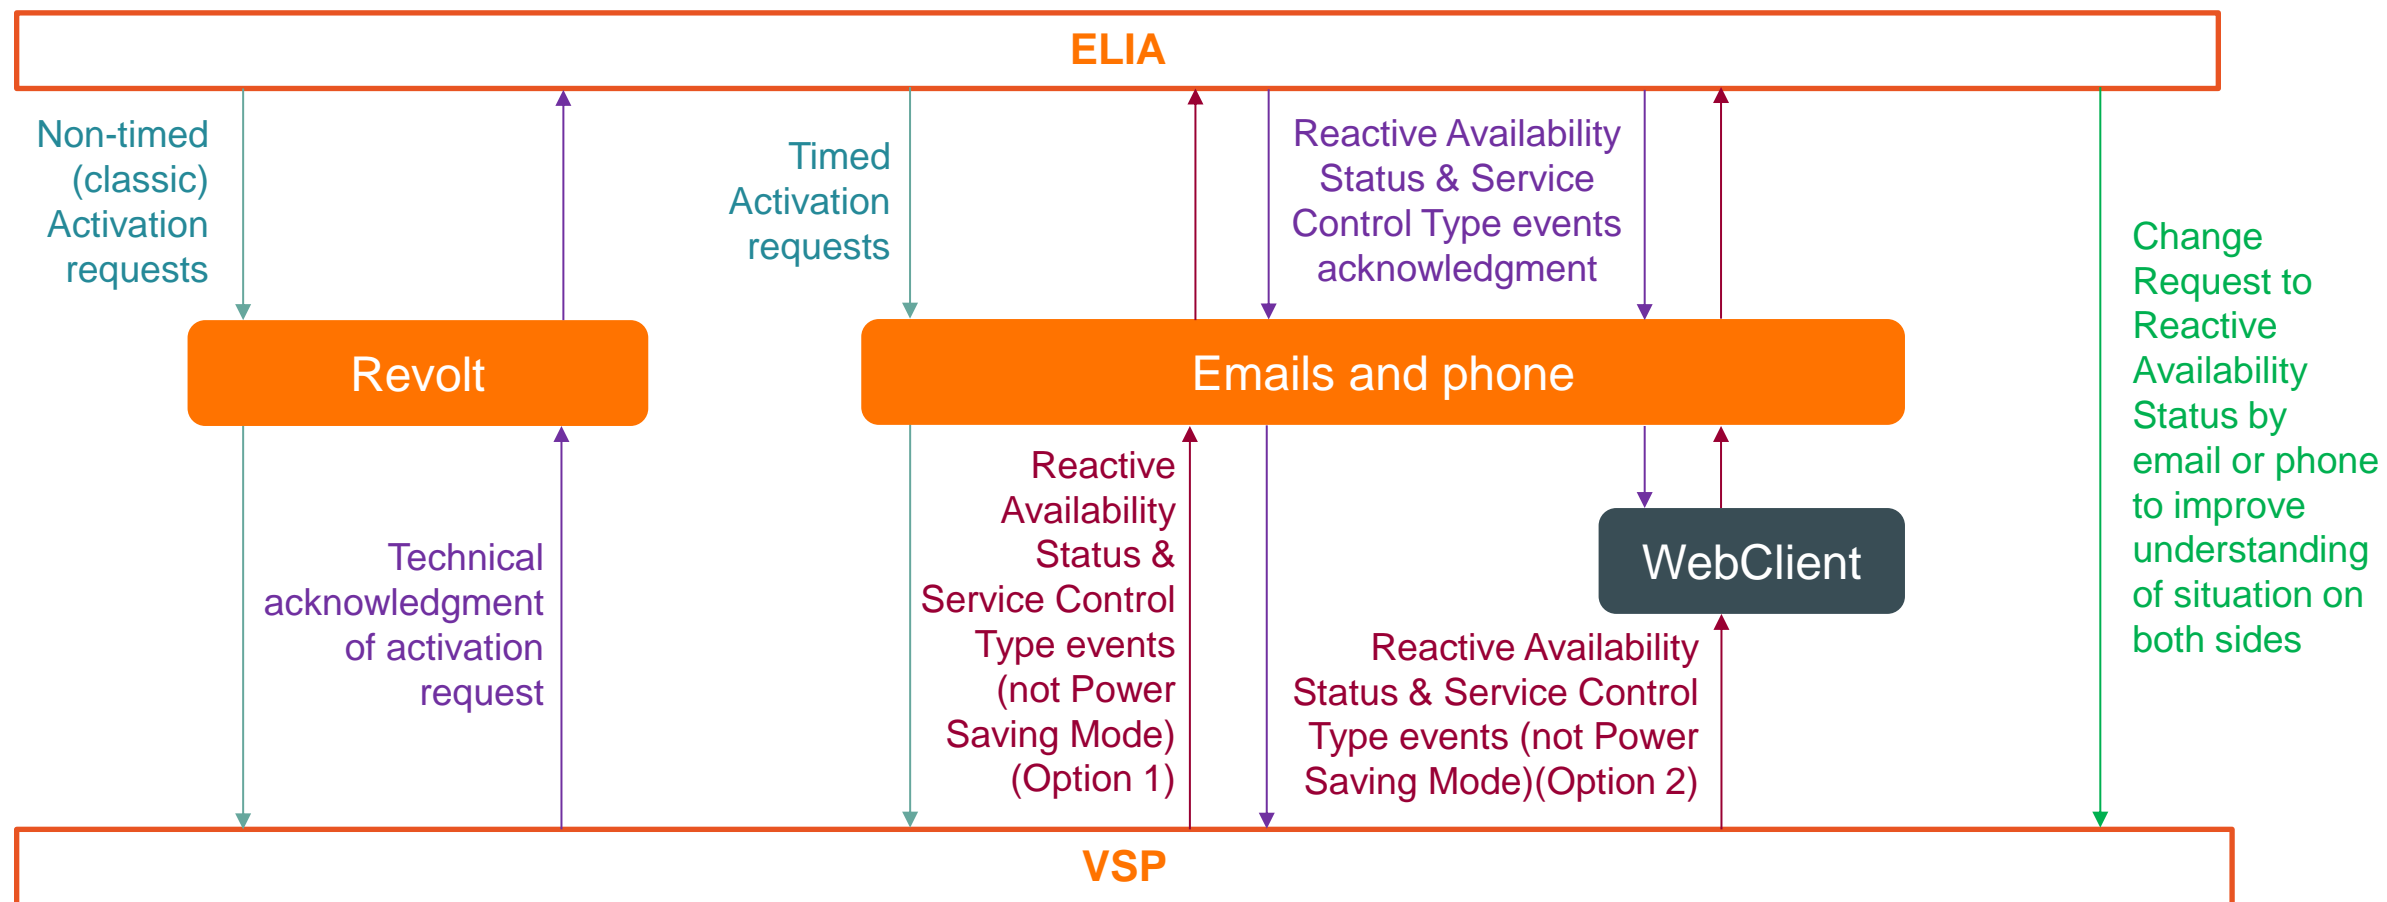 ELIA
Non-timed
(classic)
Activation
requests
Timed
Activation
requests
Reactive Availability
Status & Service
Control Type events
acknowledgment
Change
Request to
Reactive
Availability
Status by
email or phone
to improve
understanding
of situation on
both sides
Revolt
Emails and phone
Technical
acknowledgment
of activation
request
Reactive
Availability
Status &
Service Control
Type events
(not Power
Saving Mode)
(Option 1)
WebClient
Reactive Availability
Status & Service Control
Type events (not Power
Saving Mode)(Option 2)
VSP